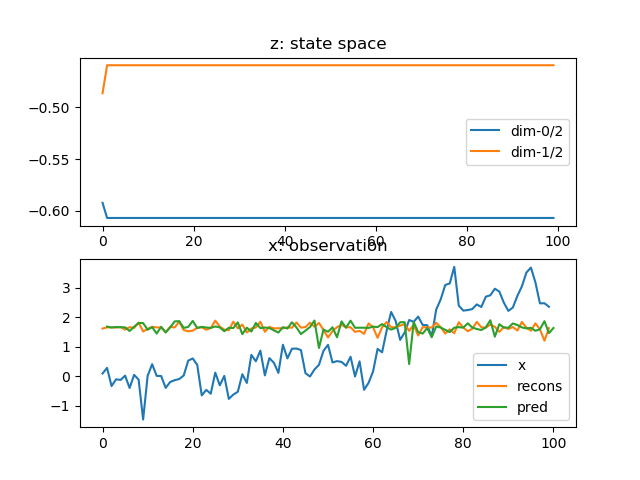 z: state space
−0.50
−0.55
−0.60
dim-0/2
dim-1/2
0 20 40 60 80 100
x: observation
3
2
1
0
−1
x
recons
pred
0 20 40 60 80 100